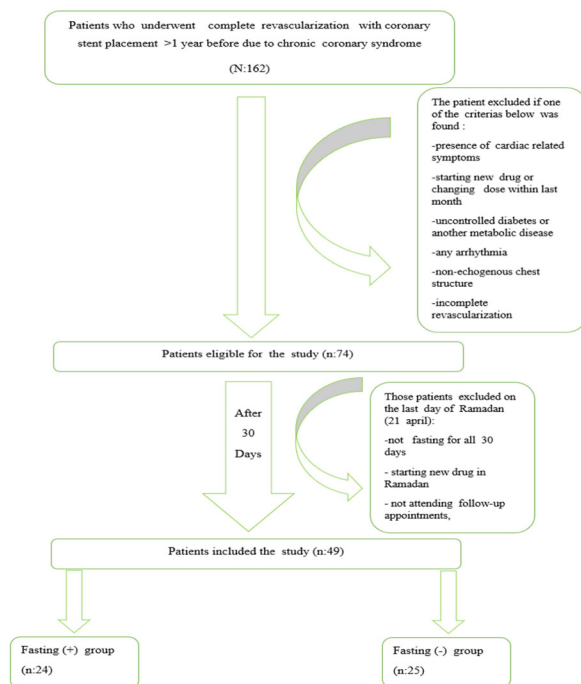 Patients who underwent complete revascularization with coronary
stent placement >1 year before due to chronic coronary syndrome
(N:162)
The patient excluded if one
of the criterias below was
found :
-presence of cardiac related
symptoms
-starting new drug or
changing dose within last
month
-uncontrolled diabetes or
another metabolic disease
-any arrhythmia
-non-echogenous chest
structure
-incomplete
revascularization
Patients eligible for the study (n:74)
After
30
Days
Those patients excluded on
the last day of Ramadan
(21 april):
-not fasting for all 30
days
- starting new drug in
Ramadan
- not attending follow-up
appointments,
Patients included the study (n:49)
Fasting (+) group
(n:24)
Fasting (-) group
(n:25)